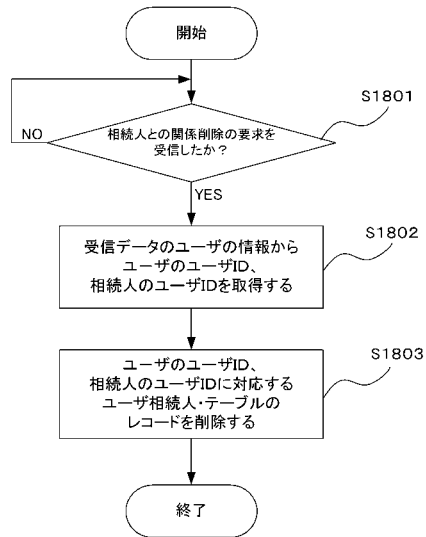 開始
S1801
相続人との関係削除の要求を
受信したか？
NO
YES
S1802
受信データのユーザの情報から
ユーザのユーザID、
相続人のユーザIDを取得する
S1803
ユーザのユーザID、
相続人のユーザIDに対応する
ユーザ相続人・テーブルの
レコードを削除する
終了